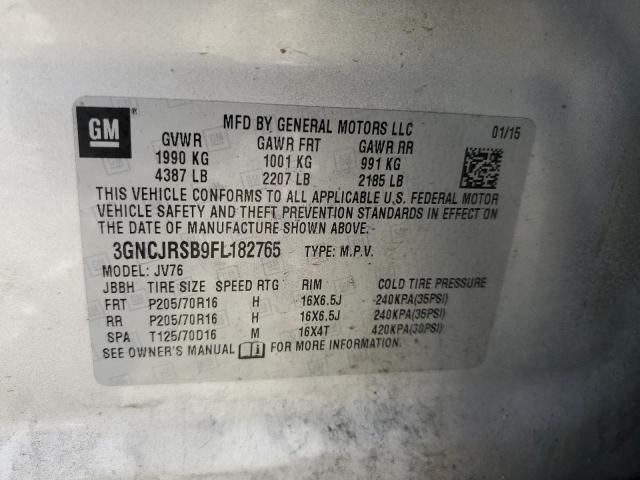 GM
MFD BY GENERAL MOTORS LLC 01/15
GVWR GAWR FRT GAWR RR
1990 KG 1001 KG 991 KG
4387 LB 2207 LB 2185 LB
THIS VEHICLE CONFORMS TO ALL APPLICABLE U.S. FEDERAL MOTOR
VEHICLE SAFETY AND THEFT PREVENTION STANDARDS IN EFFECT ON
THE DATE OF MANUFACTURE SHOWN ABOVE.
3GNCJRSB9FL182765 TYPE: M.P.V.
MODEL: JV76
JBBH TIRE SIZE SPEED RTG RIM COLD TIRE PRESSURE
FRT P205/70R16 H 16X6.5J 240KPA(35PSI)
RR P205/70R16 H 16X6.5J 240KPA(35PSI)
SPA T125/70D16 M 16X4T 420KPA(30PSI)
SEE OWNER'S MANUAL FOR MORE INFORMATION.